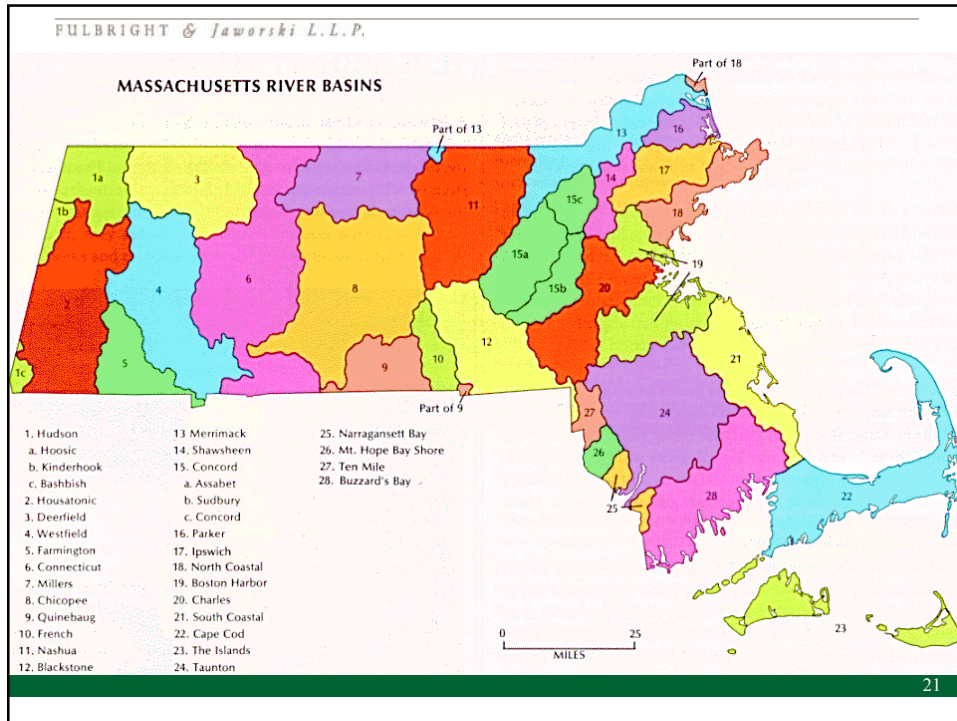 FULBRIGHT & Jaworski L.L.P.
MASSACHUSETTS RIVER BASINS
Part of 18
Part of 13
13
16
1a
3
7
14
17
11
15c
1b
18
15a
19
6
4
15b
20
8
2
12
21
5
9
10
1c
Part of 9
27
24
26
28
22
25
23
1. Hudson
a. Hoosic
b. Kinderhook
c. Bashbish
2. Housatonic
3. Deerfield
4. Westfield
5. Farmington
6. Connecticut
7. Millers
8. Chicopee
9. Quinebaug
10. French
11. Nashua
12. Blackstone
13 Merrimack
14. Shawsheen
15. Concord
a. Assabet
b. Sudbury
c. Concord
16. Parker
17. Ipswich
18. North Coastal
19. Boston Harbor
20. Charles
21. South Coastal
22. Cape Cod
23. The Islands
24. Taunton
25. Narragansett Bay
26. Mt. Hope Bay Shore
27. Ten Mile
28. Buzzard's Bay
0 25
MILES
21